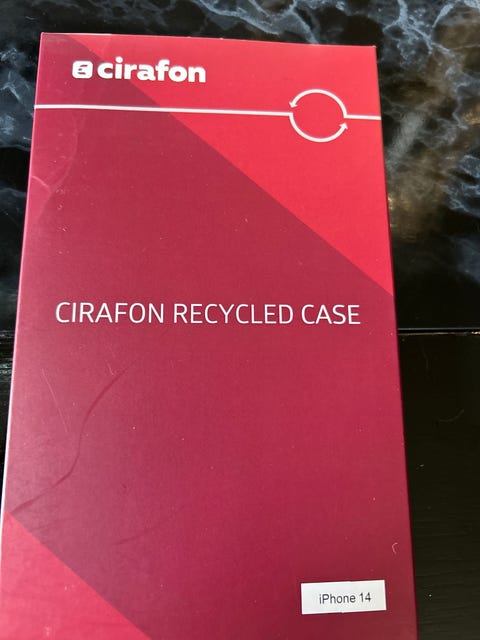 cirafon
CIRAFON RECYCLED CASE
iPhone 14